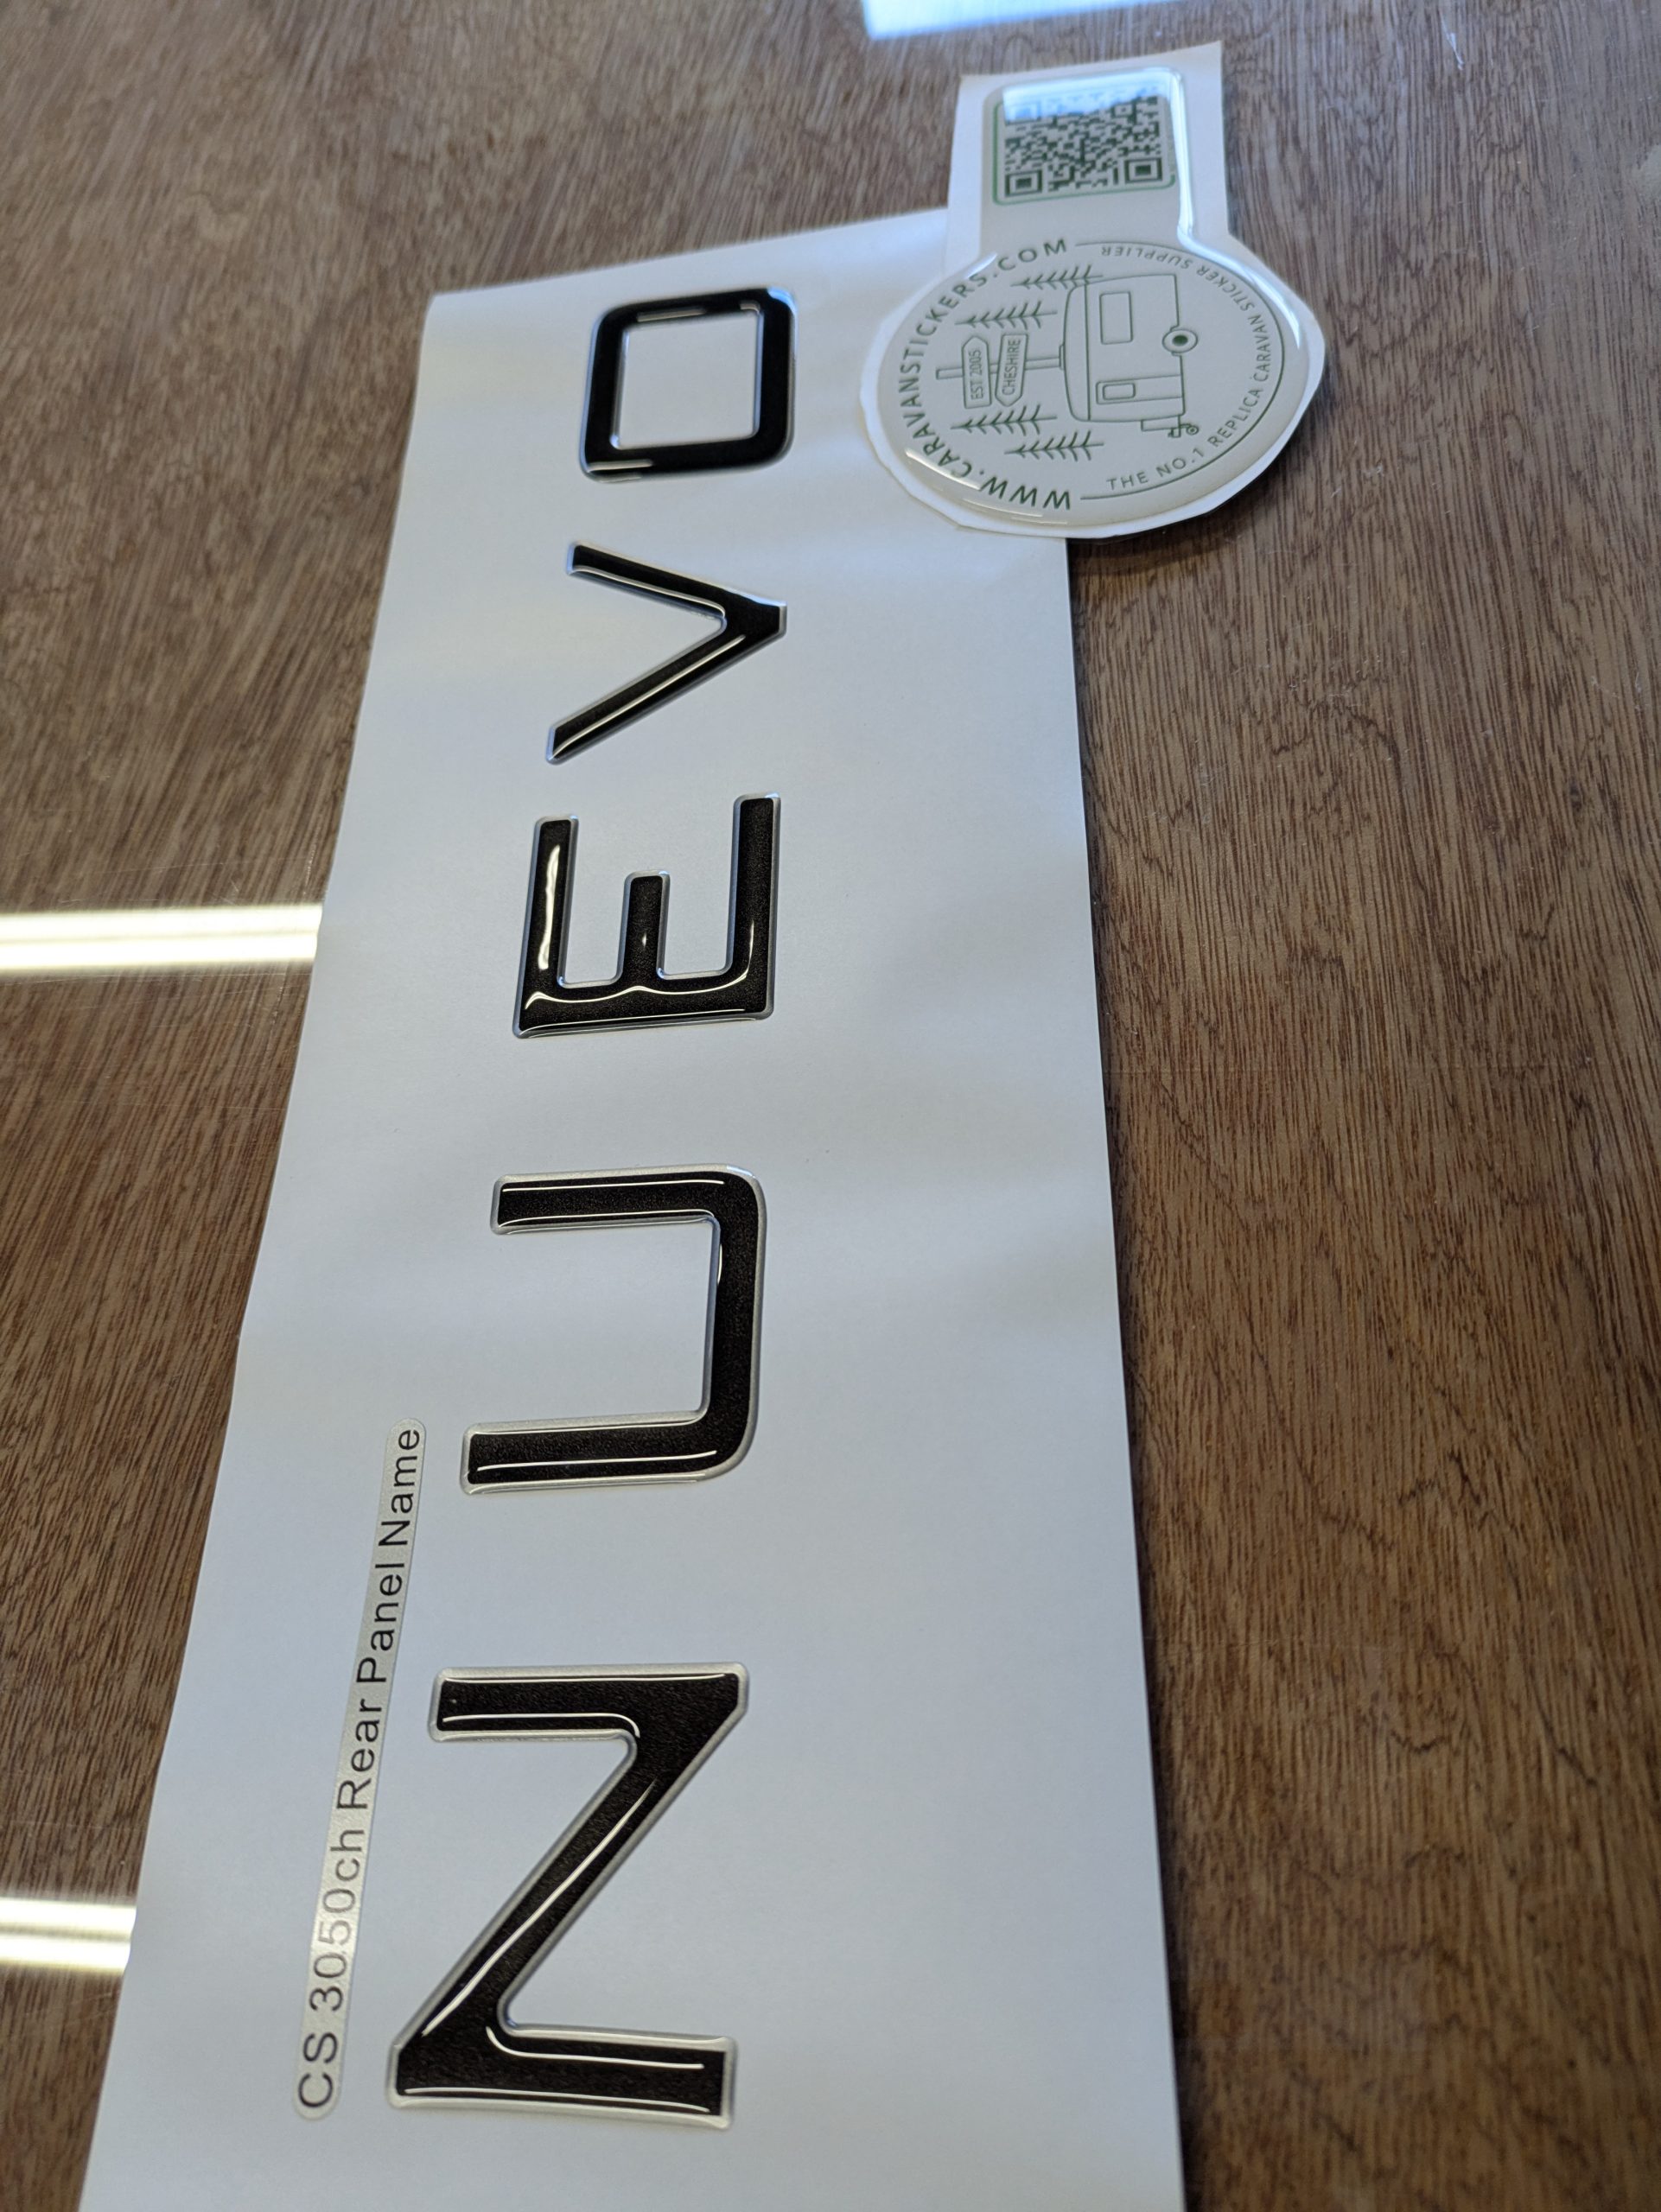 CS 3050ch Rear Panel Name
NUEVO
WWW.CARAVANSTICKERS.COM
EST 2005
CHESHIRE
THE NO.1 REPLICA CARAVAN STICKER SUPPLIER